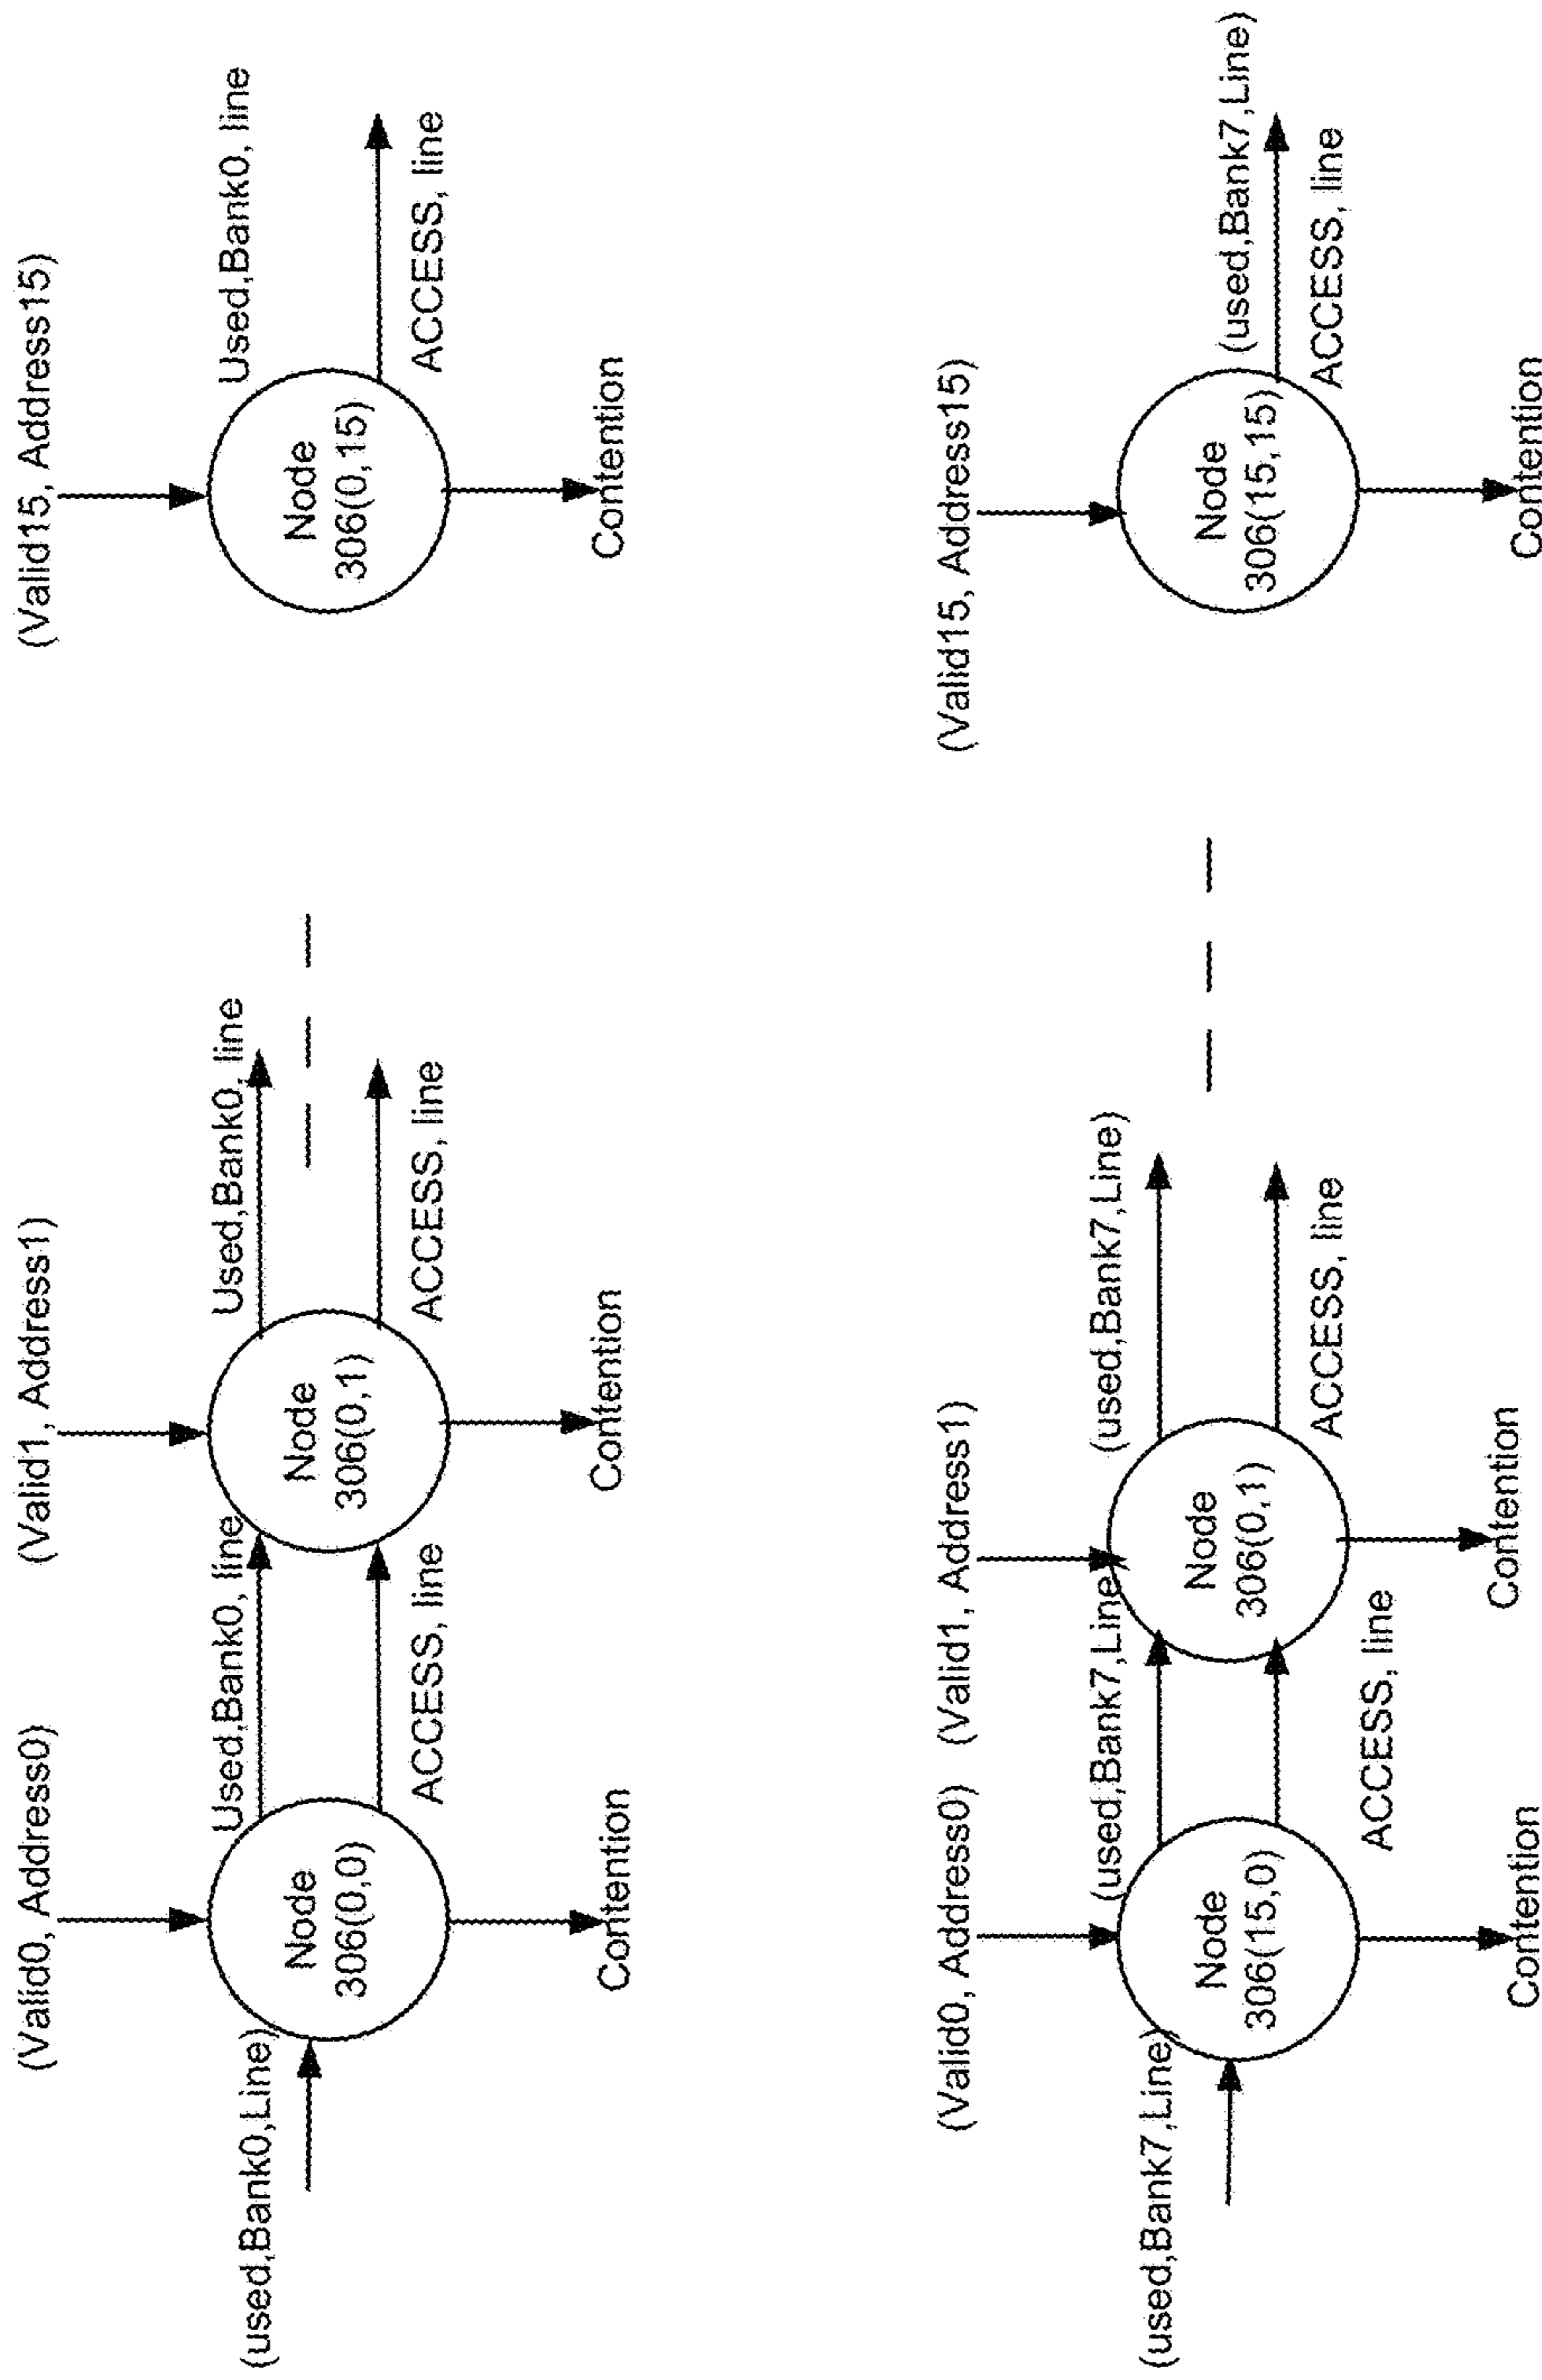 (Valid0, Address0)
(Valid1, Address1)
(Valid15, Address15)
(used,Bank0,Line)
Node
306(0,0)
Used,Bank0, line
ACCESS, line
Contention
Node
306(0,1)
Used,Bank0, line
ACCESS, line
Contention
Node
306(0,15)
Used,Bank0, line
ACCESS, line
Contention
(Valid0, Address0)
(Valid1, Address1)
(Valid15, Address15)
(used,Bank7,Line)
Node
306(15,0)
(used,Bank7,Line)
ACCESS, line
Contention
Node
306(0,1)
(used,Bank7,Line)
ACCESS, line
Contention
Node
306(15,15)
(used,Bank7,Line)
ACCESS, line
Contention